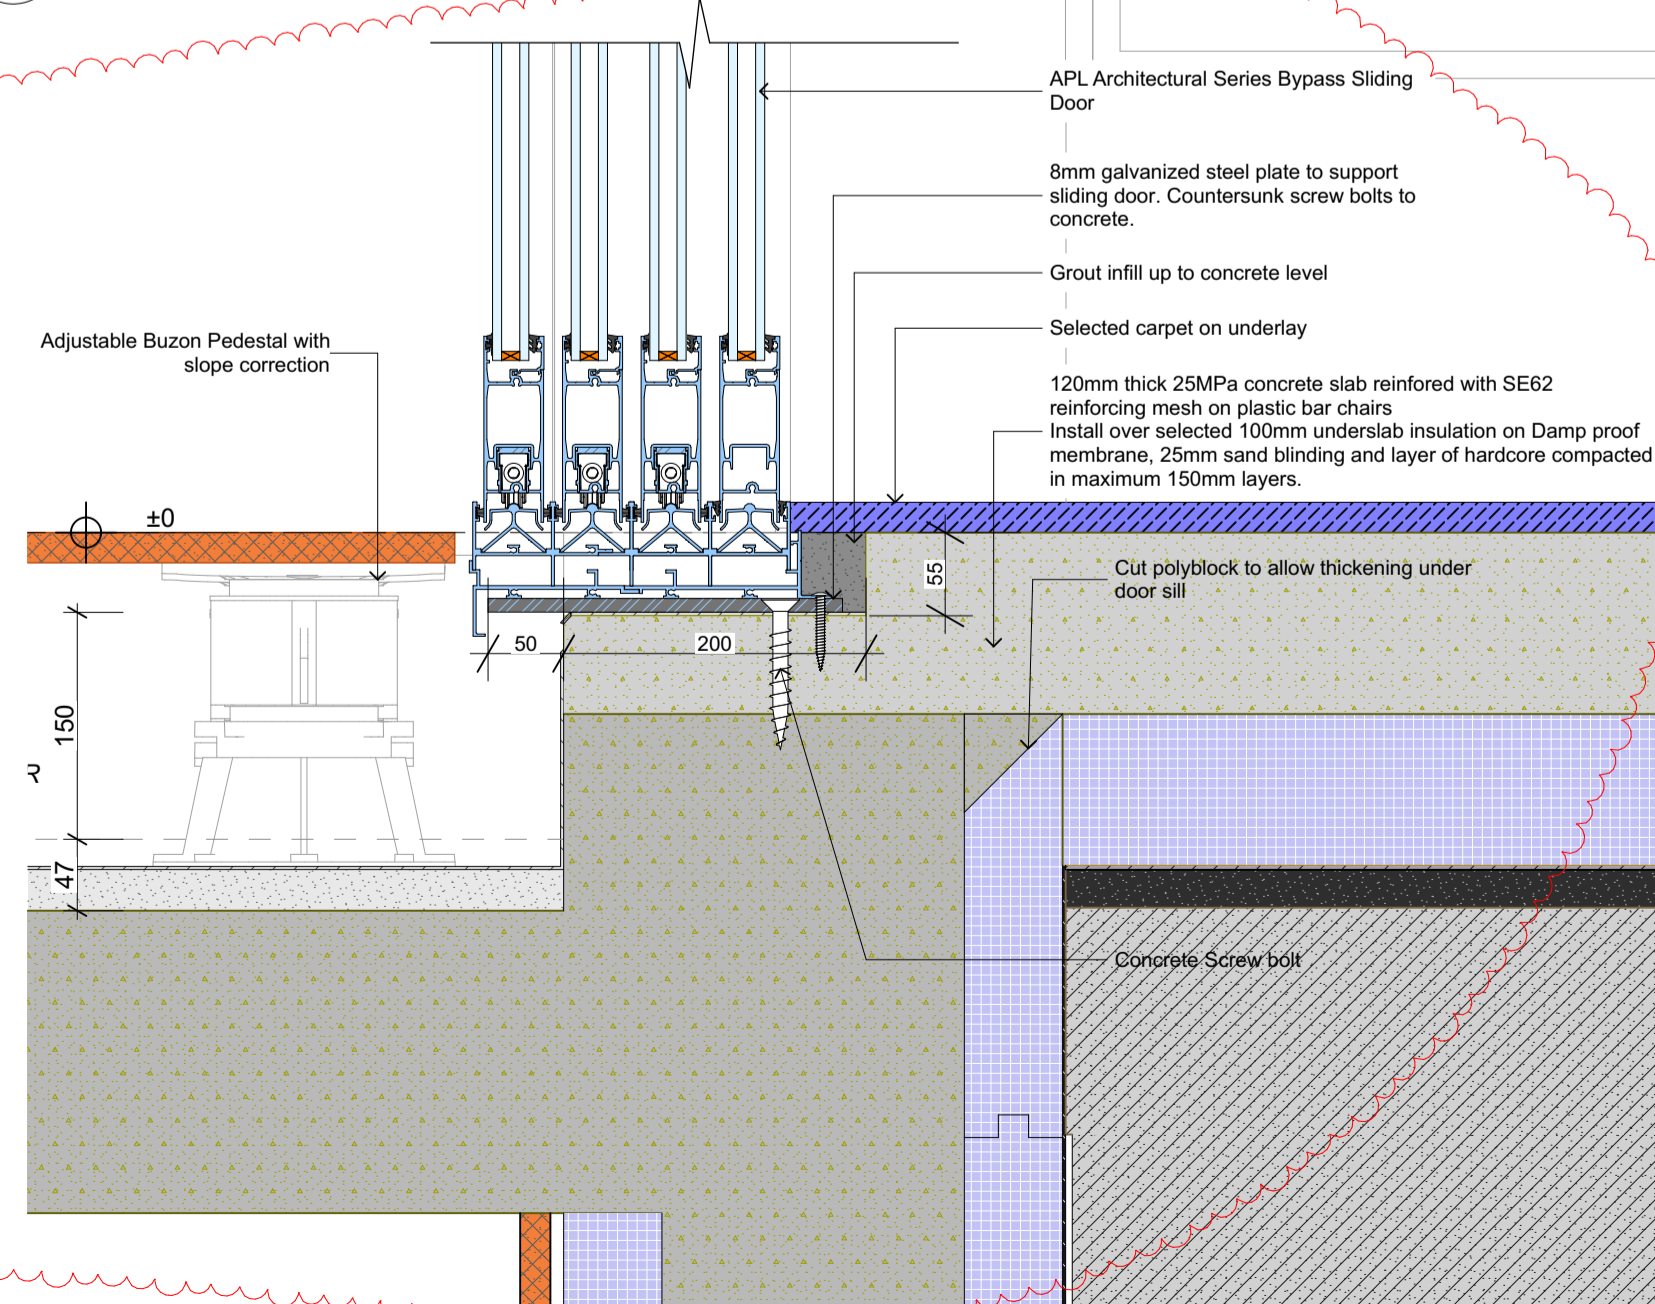 APL Architectural Series Bypass Sliding
Door
8mm galvanized steel plate to support
sliding door. Countersunk screw bolts to
concrete.
Grout infill up to concrete level
Selected carpet on underlay
Adjustable Buzon Pedestal with
slope correction
120mm thick 25MPa concrete slab reinfored with SE62
reinforcing mesh on plastic bar chairs
Install over selected 100mm underslab insulation on Damp proof
membrane, 25mm sand blinding and layer of hardcore compacted
in maximum 150mm layers.
±0
55
Cut polyblock to allow thickening under
door sill
50
200
150
47
Concrete Screw bolt